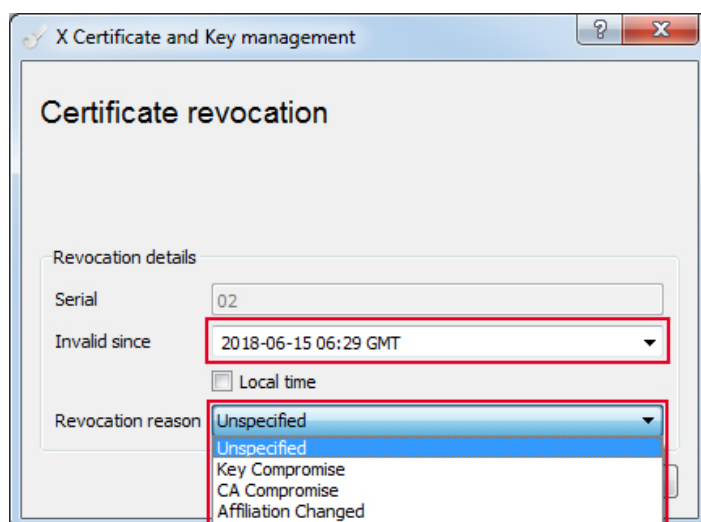 X Certificate and Key management
Certificate revocation
Revocation details
Serial 02
Invalid since 2018-06-15 06:29 GMT
Local time
Revocation reason Unspecified
Unspecified
Key Compromise
CA Compromise
Affiliation Changed